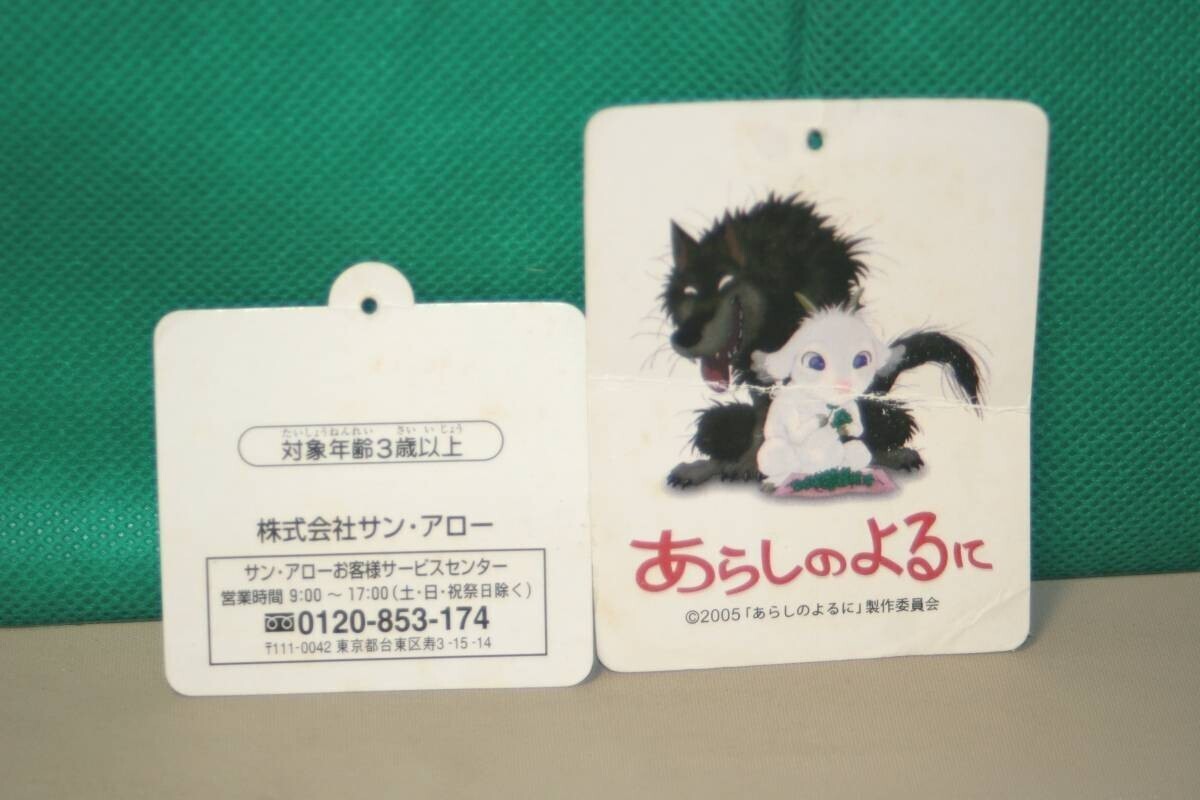 たいしょうねんれい さい いじょう
対象年齢3歳以上
株式会社サン・アロー
サン・アローお客様サービスセンター
営業時間 9:00 ～ 17:00（土・日・祝祭日除く）
0120-853-174
〒111-0042 東京都台東区寿3-15-14
あらしのよるに
©2005「あらしのよるに」製作委員会